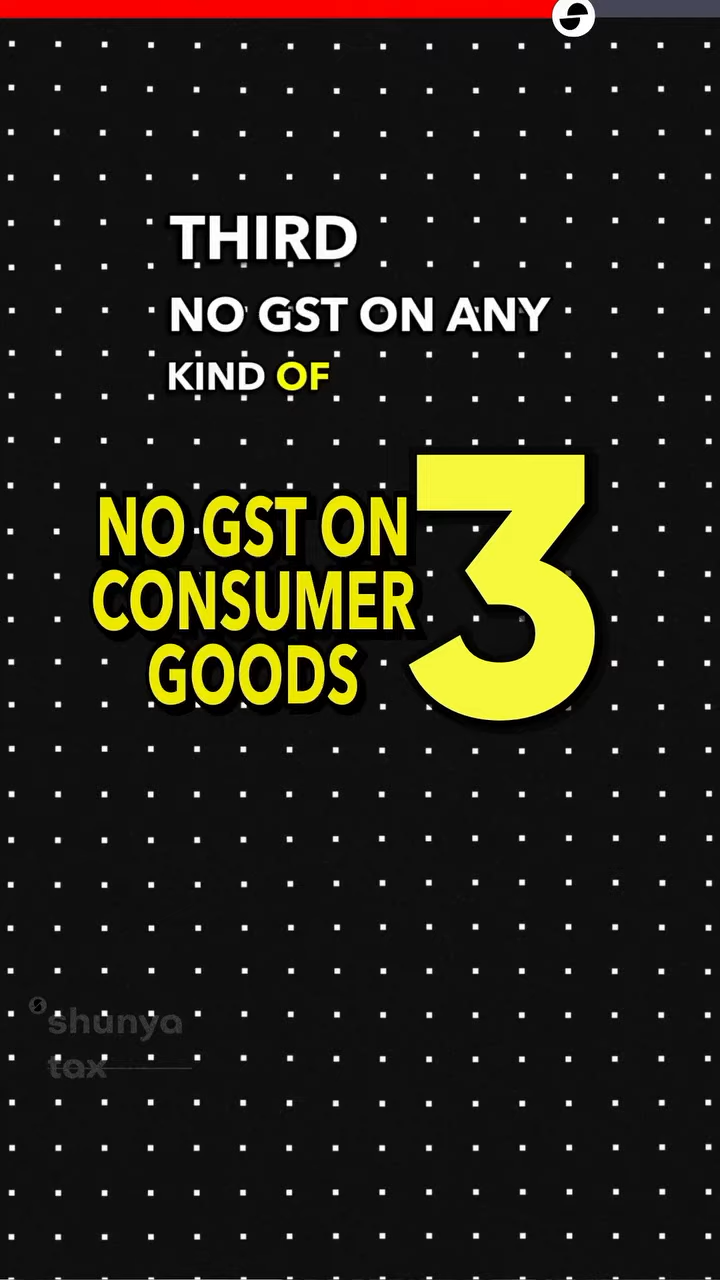 THIRD
NO GST ON ANY
KIND OF
NO GST ON
CONSUMER
GOODS
3
shunya
tax